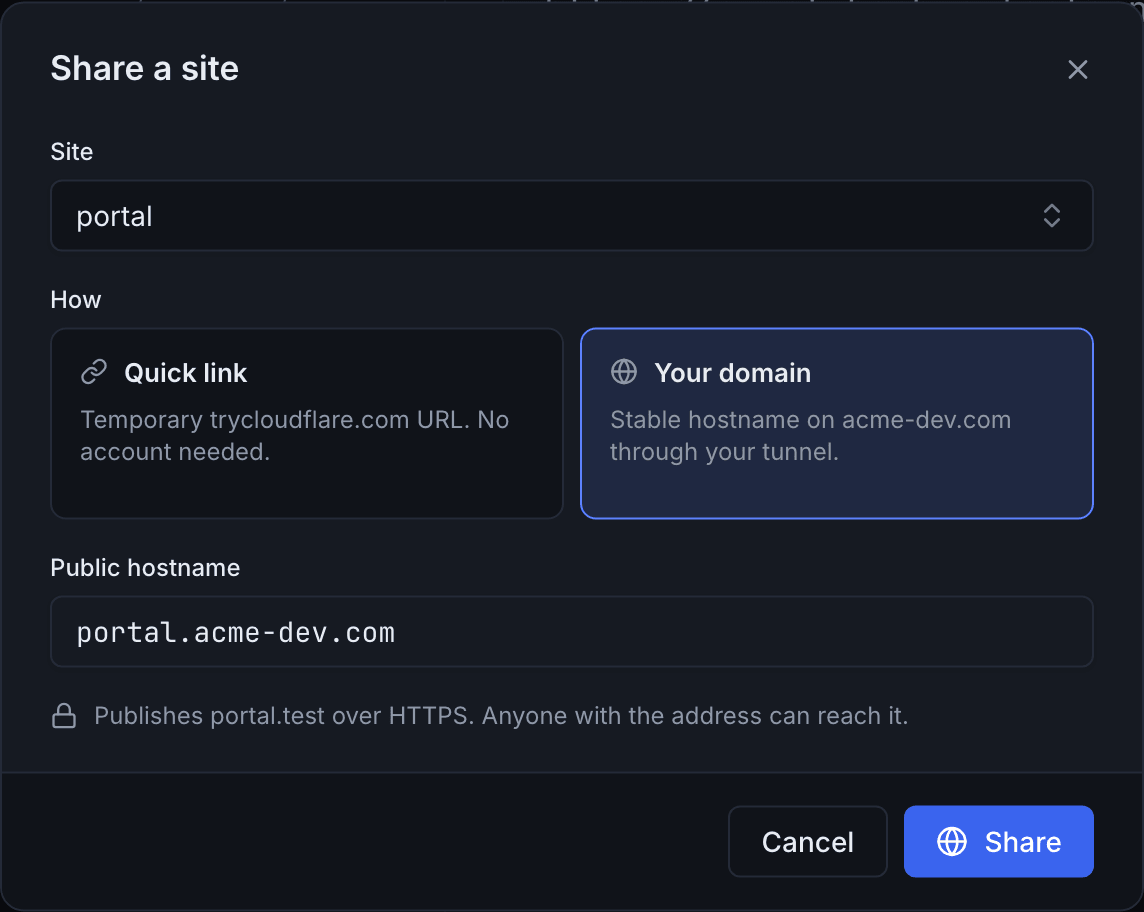 Share a site
Site
portal
How
Quick link
Temporary trycloudflare.com URL. No
account needed.
Your domain
Stable hostname on acme-dev.com
through your tunnel.
Public hostname
portal.acme-dev.com
Publishes portal.test over HTTPS. Anyone with the address can reach it.
Cancel
Share